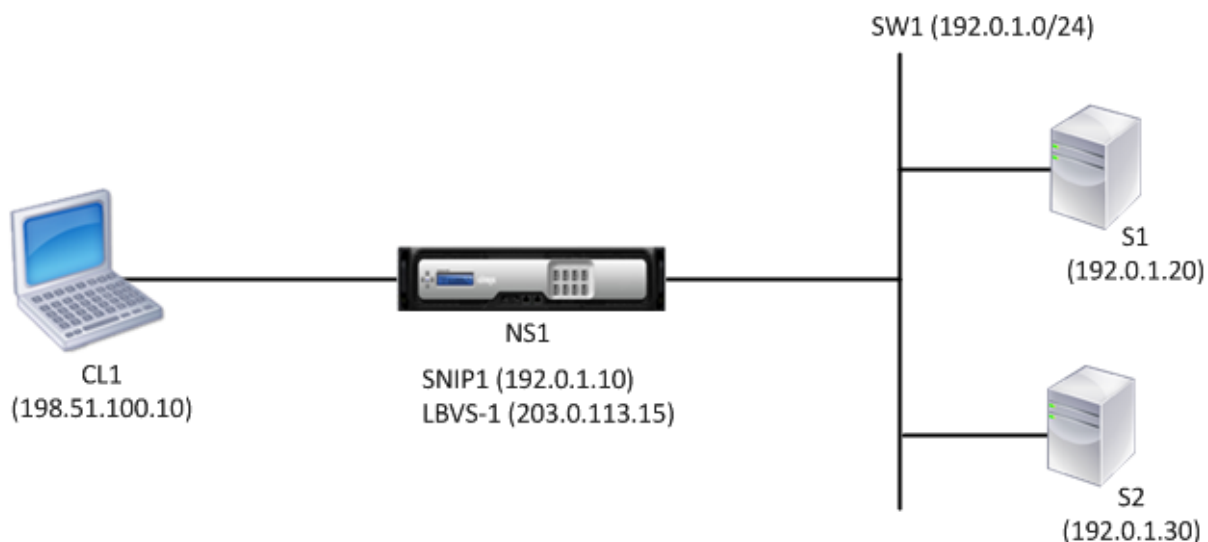 SW1 (192.0.1.0/24)
S1
(192.0.1.20)
NS1
SNIP1 (192.0.1.10)
LBVS-1 (203.0.113.15)
CL1
(198.51.100.10)
S2
(192.0.1.30)